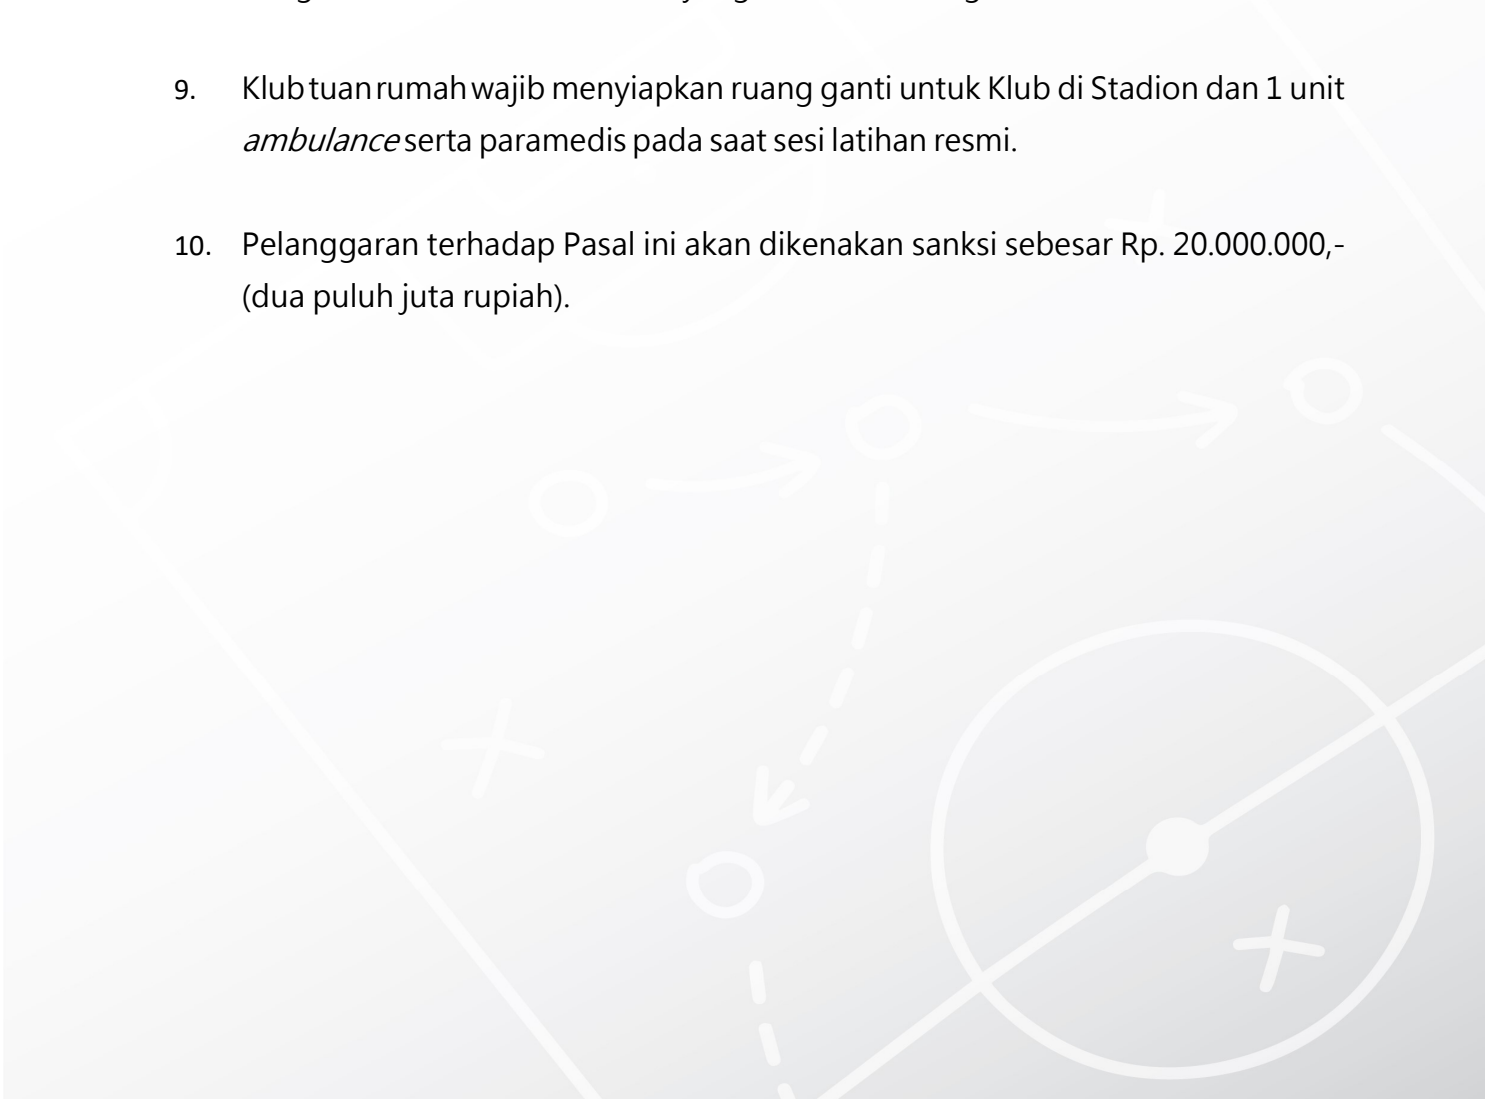 9. Klub tuan rumah wajib menyiapkan ruang ganti untuk Klub di Stadion dan 1 unit
ambulance serta paramedis pada saat sesi latihan resmi.
10. Pelanggaran terhadap Pasal ini akan dikenakan sanksi sebesar Rp. 20.000.000,-
(dua puluh juta rupiah).